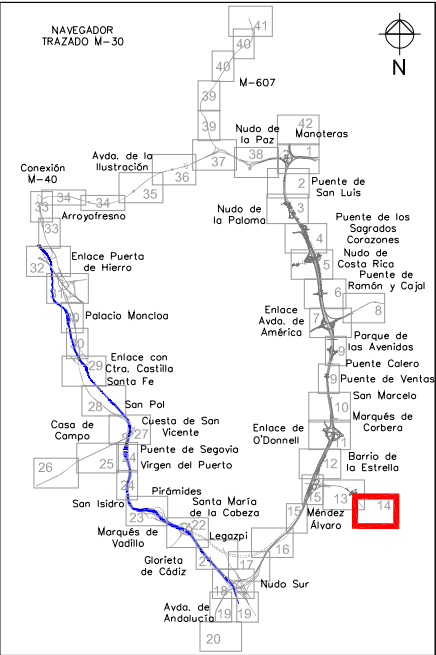 NAVEGADOR
TRAZADO M-30
41
40
N
40
M-607
39
39
42
Nudo de
la Paz
Manoteras
1
Avda. de la
Ilustración
37
38
2
36
Conexión
M-40
35
34
34
33
Arroyofresno
33
2
Puente de
San Luis
Nudo de
la Paloma
3
Puente de los
Sagrados
Corazones
4
Nudo de
Costa Rica
5
Puente de
Ramón y Cajal
6
Enlace Puerta
de Hierro
32
Enlace
Avda. de
América
7
8
Palacio Moncloa
Parque de
las Avenidas
9
Enlace con
Ctra. Castilla
29
Puente Calero
9
Puente de Ventas
Santa Fe
28
San Pol
San Marcelo
10
Marqués de
Corbera
Casa de
Campo
Cuesta de San
Vicente
27
Enlace de
O'Donnell
11
Puente de Segovia
25
26
24
Virgen del Puerto
Barrio de
la Estrella
12
24
Pirámides
San Isidro
23
Santa María
de la Cabeza
15
13
14
15
Méndez
Álvaro
Marqués de
Vadillo
22
Legazpi
16
Glorieta
de Cádiz
21
17
Nudo Sur
18
Avda. de
Andalucía
19
19
20